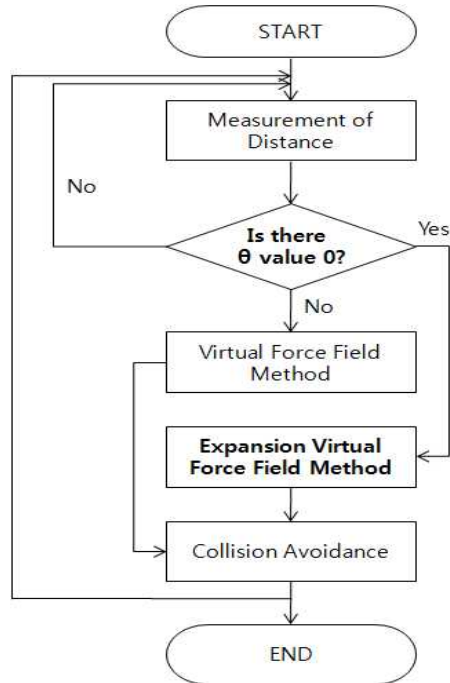 START
Measurement of
Distance
No
Is there
θ value 0?
Yes
No
Virtual Force Field
Method
Expansion Virtual
Force Field Method
Collision Avoidance
END